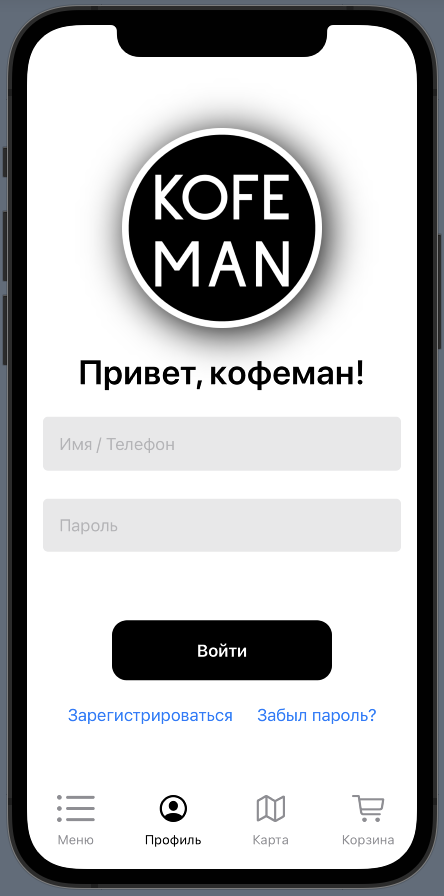 KOFE
MAN
Привет, кофеман!
Имя / Телефон
Пароль
Войти
Зарегистрироваться Забыл пароль?
Меню Профиль Карта Корзина